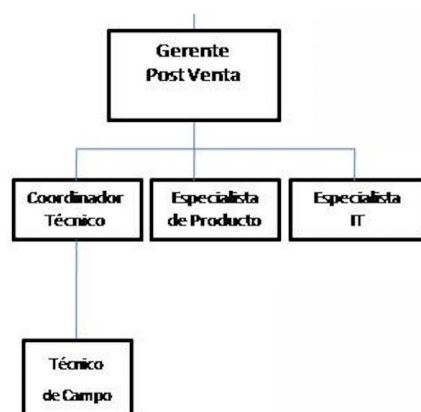 Gerente
Post Venta
Coordinador
Técnico
Especialista
de Producto
Especialista
IT
Técnico
de Campo